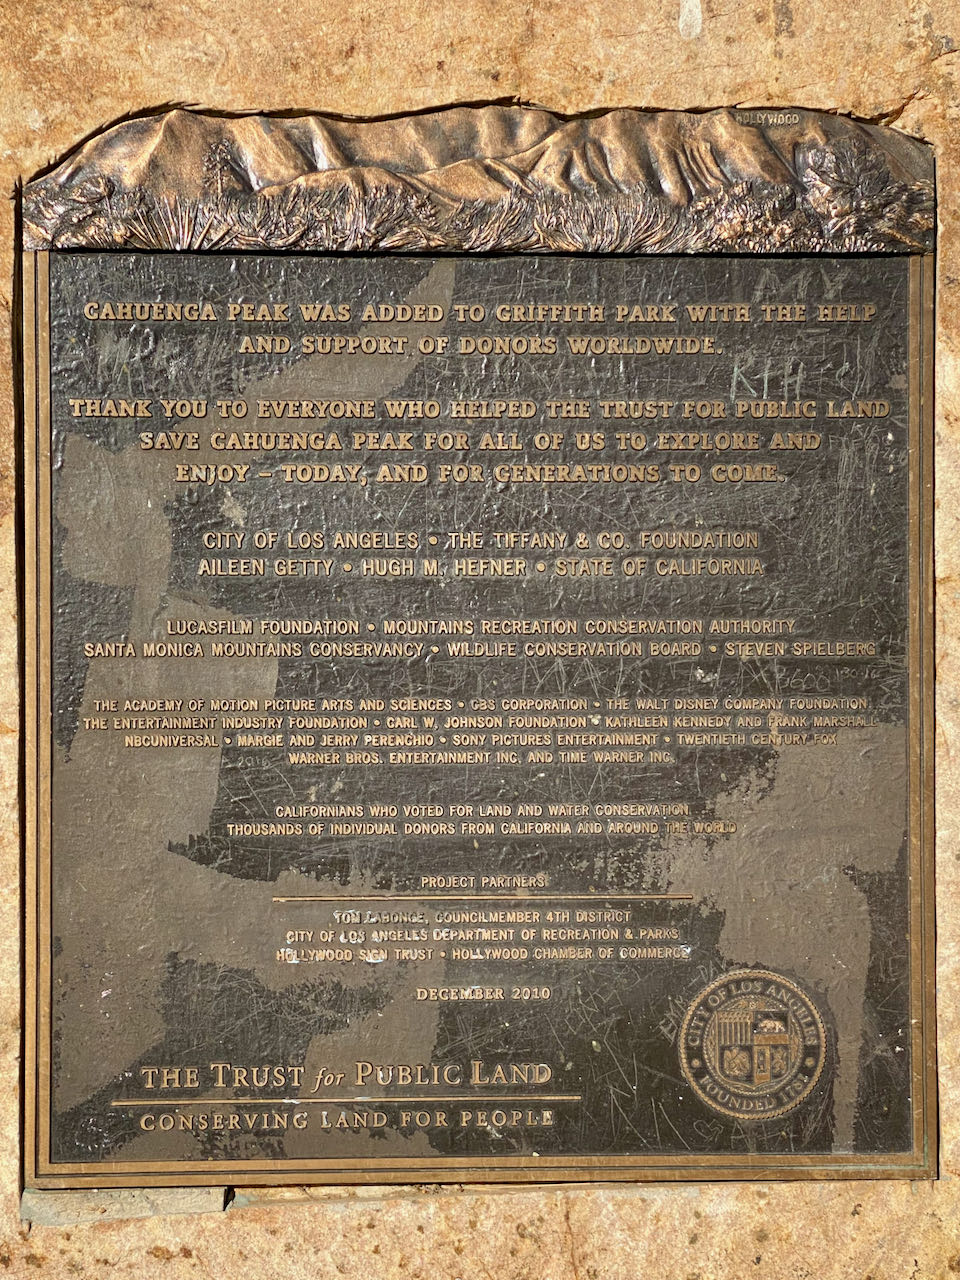 HOLLYWOOD
CAHUENGA PEAK WAS ADDED TO GRIFFITH PARK WITH THE HELP
AND SUPPORT OF DONORS WORLDWIDE.
KTH
THANK YOU TO EVERYONE WHO HELPED THE TRUST FOR PUBLIC LAND
SAVE CAHUENGA PEAK FOR ALL OF US TO EXPLORE AND
ENJOY – TODAY, AND FOR GENERATIONS TO COME.
CITY OF LOS ANGELES • THE TIFFANY & CO. FOUNDATION
AILEEN GETTY • HUGH M. HEFNER • STATE OF CALIFORNIA
LUCASFILM FOUNDATION • MOUNTAINS RECREATION CONSERVATION AUTHORITY
SANTA MONICA MOUNTAINS CONSERVANCY • WILDLIFE CONSERVATION BOARD • STEVEN SPIELBERG
THE ACADEMY OF MOTION PICTURE ARTS AND SCIENCES • CBS CORPORATION • THE WALT DISNEY COMPANY FOUNDATION
THE ENTERTAINMENT INDUSTRY FOUNDATION • CARL W. JOHNSON FOUNDATION • KATHLEEN KENNEDY AND FRANK MARSHALL
NBCUNIVERSAL • MARGIE AND JERRY PERENCHIO • SONY PICTURES ENTERTAINMENT • TWENTIETH CENTURY FOX
WARNER BROS. ENTERTAINMENT INC. AND TIME WARNER INC.
CALIFORNIANS WHO VOTED FOR LAND AND WATER CONSERVATION
THOUSANDS OF INDIVIDUAL DONORS FROM CALIFORNIA AND AROUND THE WORLD
PROJECT PARTNERS
TOM LABONGE, COUNCILMEMBER 4TH DISTRICT
CITY OF LOS ANGELES DEPARTMENT OF RECREATION & PARKS
HOLLYWOOD SIGN TRUST • HOLLYWOOD CHAMBER OF COMMERCE
DECEMBER 2010
CITY OF LOS ANGELES
FOUNDED 1781
THE TRUST for PUBLIC LAND
CONSERVING LAND FOR PEOPLE